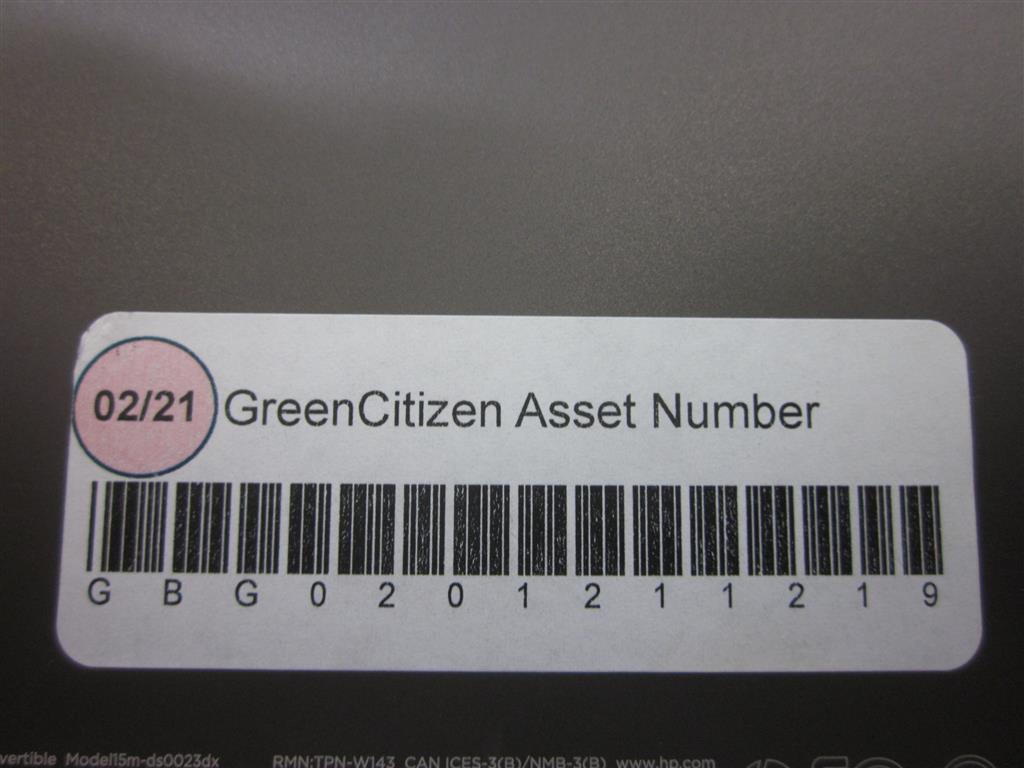 02/21 GreenCitizen Asset Number
G B G 0 2 0 1 2 1 1 2 1 9
vertible Model15m-ds0023dx RMN:TPN-W143 CAN ICES-3(B)/NMB-3(B) www.hp.com